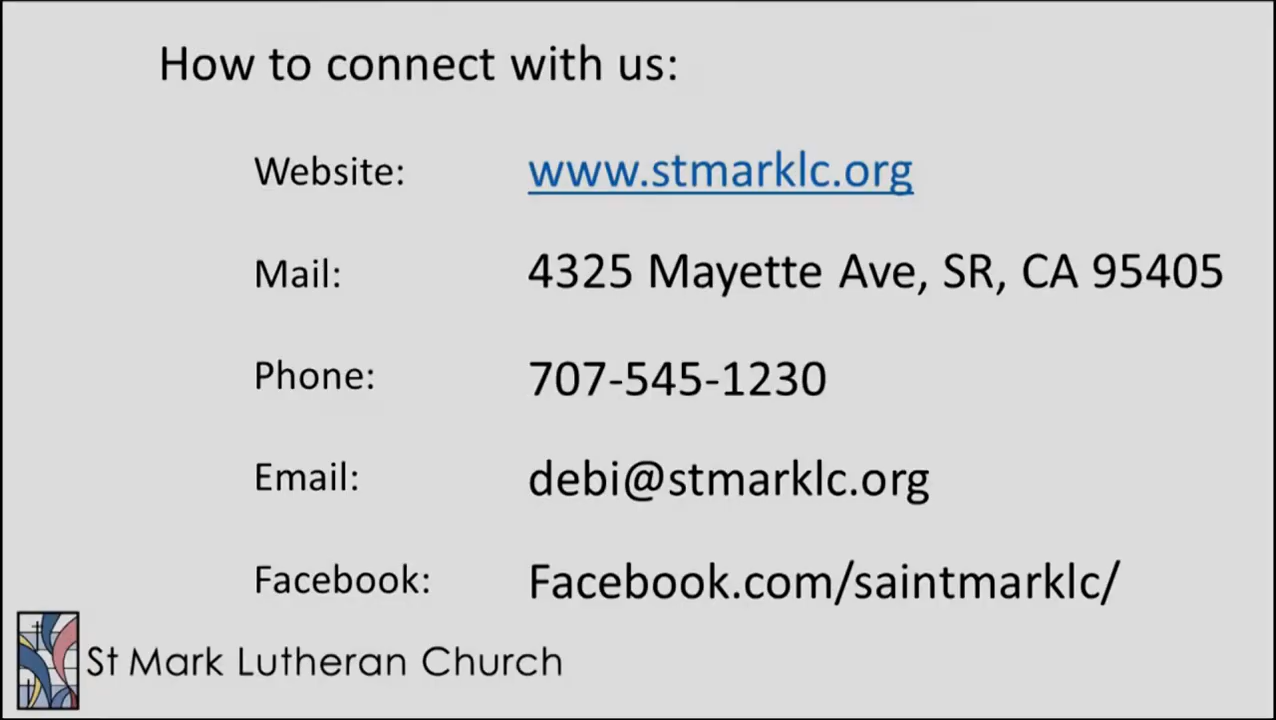 How to connect with us:
Website: www.stmarklc.org
Mail: 4325 Mayette Ave, SR, CA 95405
Phone: 707-545-1230
Email: debi@stmarklc.org
Facebook: Facebook.com/saintmarklc/
St Mark Lutheran Church